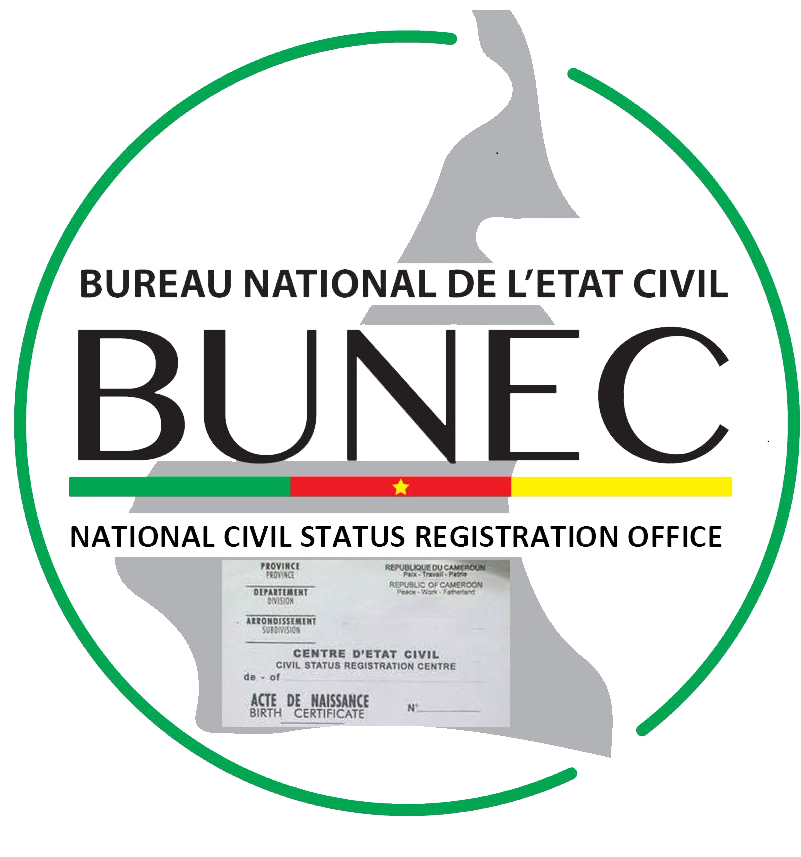 BUREAU NATIONAL DE L'ETAT CIVIL
BUNEC
NATIONAL CIVIL STATUS REGISTRATION OFFICE
PROVINCE
PROVINCE
DEPARTEMENT
DIVISION
ARRONDISSEMENT
SUBDIVISION
REPUBLIQUE DU CAMEROUN
Paix - Travail - Patrie
REPUBLIC OF CAMEROON
Peace - Work - Fatherland
CENTRE D'ETAT CIVIL
CIVIL STATUS REGISTRATION CENTRE
de - of
ACTE DE NAISSANCE
BIRTH CERTIFICATE
N°